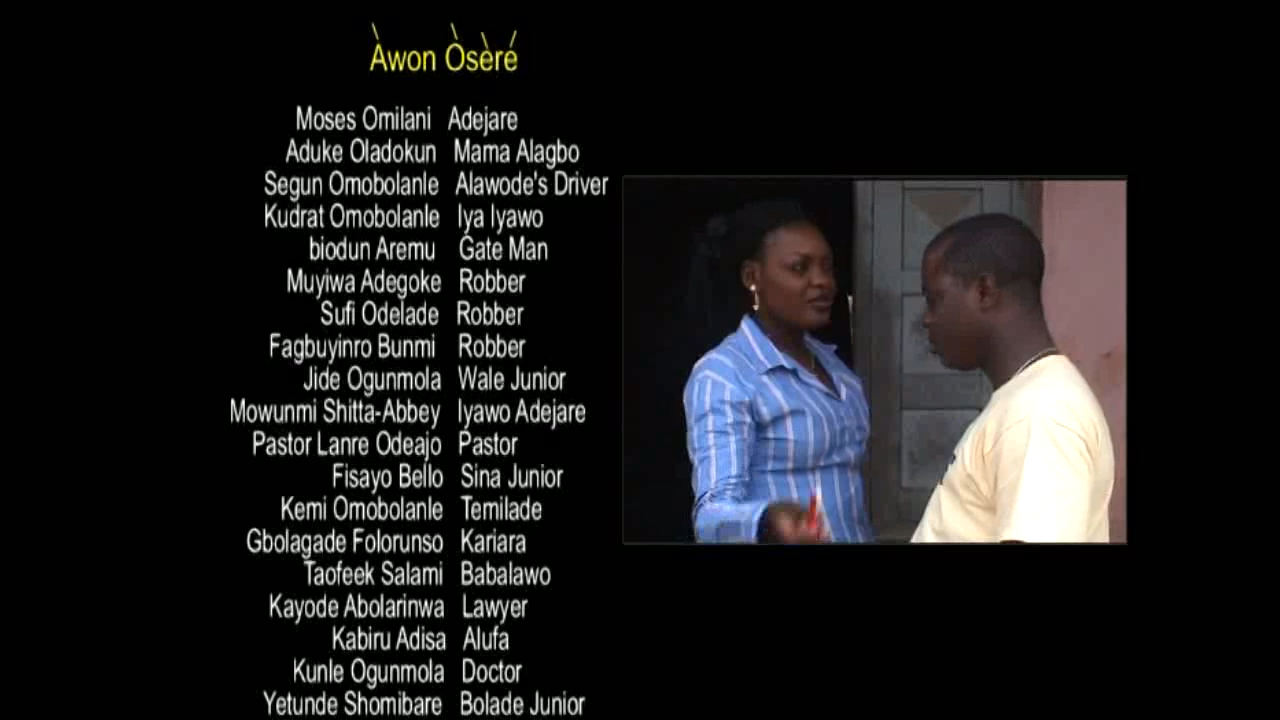 Àwon Òsèré
Moses Omilani Adejare
Aduke Oladokun Mama Alagbo
Segun Omobolanle Alawode's Driver
Kudrat Omobolanle Iya Iyawo
biodun Aremu Gate Man
Muyiwa Adegoke Robber
Sufi Odelade Robber
Fagbuyinro Bunmi Robber
Jide Ogunmola Wale Junior
Mowunmi Shitta-Abbey Iyawo Adejare
Pastor Lanre Odeajo Pastor
Fisayo Bello Sina Junior
Kemi Omobolanle Temilade
Gbolagade Folorunso Kariara
Taofeek Salami Babalawo
Kayode Abolarinwa Lawyer
Kabiru Adisa Alufa
Kunle Ogunmola Doctor
Yetunde Shomibare Bolade Junior